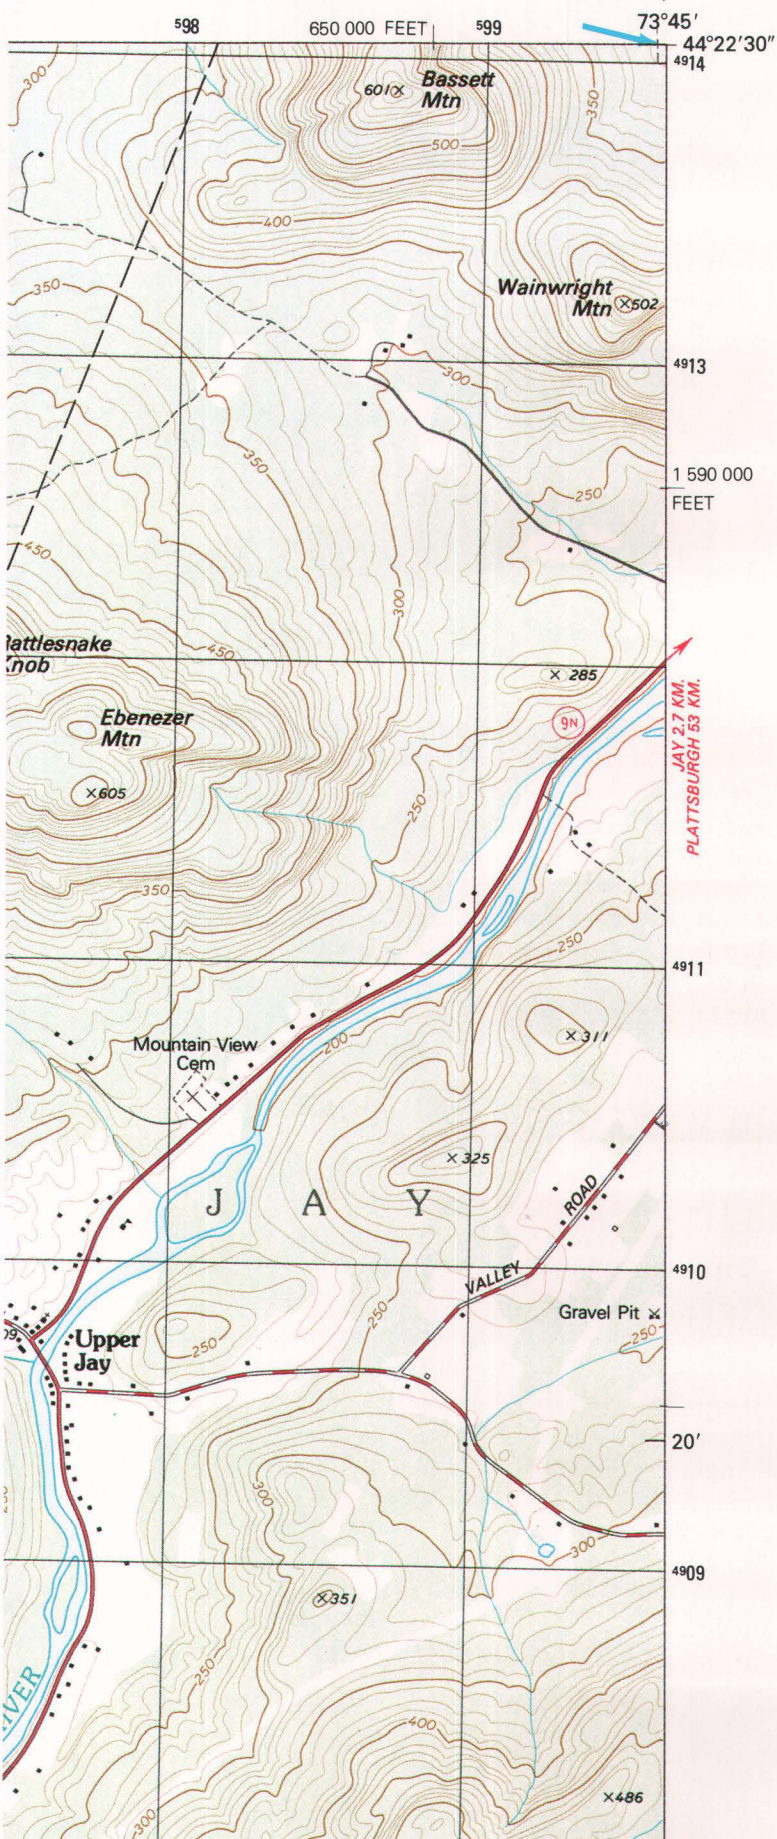 598
650 000 FEET
599
73°45′
44°22′30″
4914
300
601
Bassett
Mtn
350
500
400
350
Wainwright
Mtn
502
4913
300
350
1 590 000
FEET
250
450
300
450
Rattlesnake
Knob
285
Ebenezer
Mtn
9N
JAY 2.7 KM.
PLATTSBURGH 53 KM.
605
250
350
250
4911
Mountain View
Cem
200
311
325
J A Y
VALLEY ROAD
4910
Gravel Pit
250
250
250
09
Upper
Jay
20′
300
300
4909
351
250
400
486
300